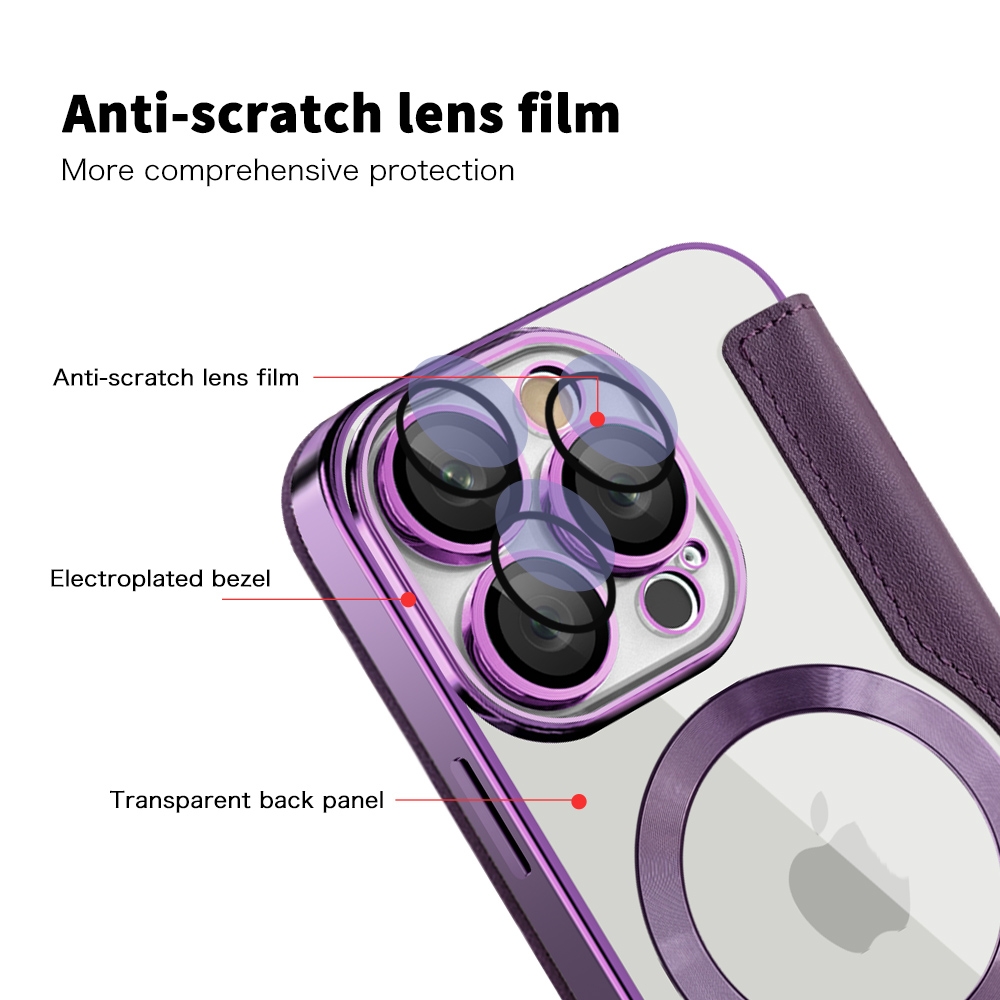 Anti-scratch lens film
More comprehensive protection
Anti-scratch lens film
Electroplated bezel
Transparent back panel